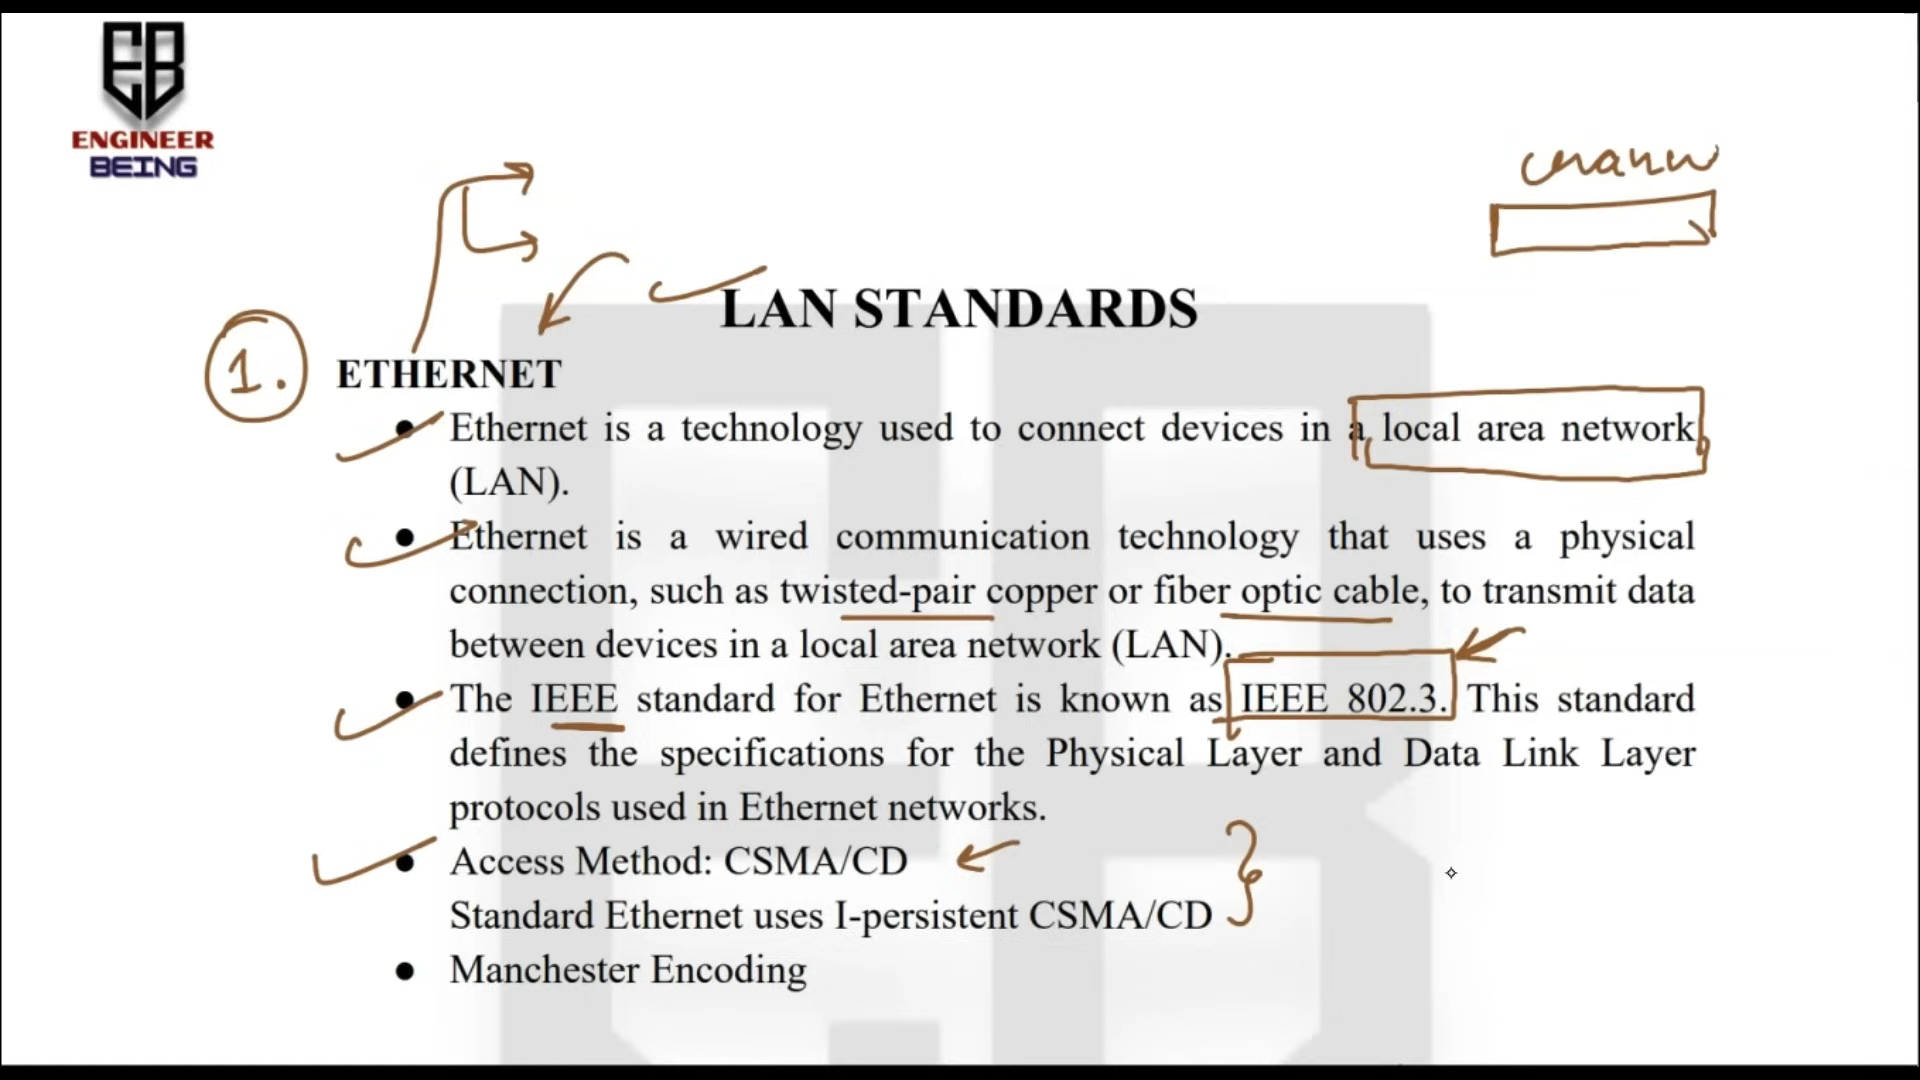 EB
ENGINEER
BEING
LAN STANDARDS
1. ETHERNET
● Ethernet is a technology used to connect devices in a local area network
(LAN).
● Ethernet is a wired communication technology that uses a physical
connection, such as twisted-pair copper or fiber optic cable, to transmit data
between devices in a local area network (LAN).
● The IEEE standard for Ethernet is known as IEEE 802.3. This standard
defines the specifications for the Physical Layer and Data Link Layer
protocols used in Ethernet networks.
● Access Method: CSMA/CD
Standard Ethernet uses I-persistent CSMA/CD
● Manchester Encoding